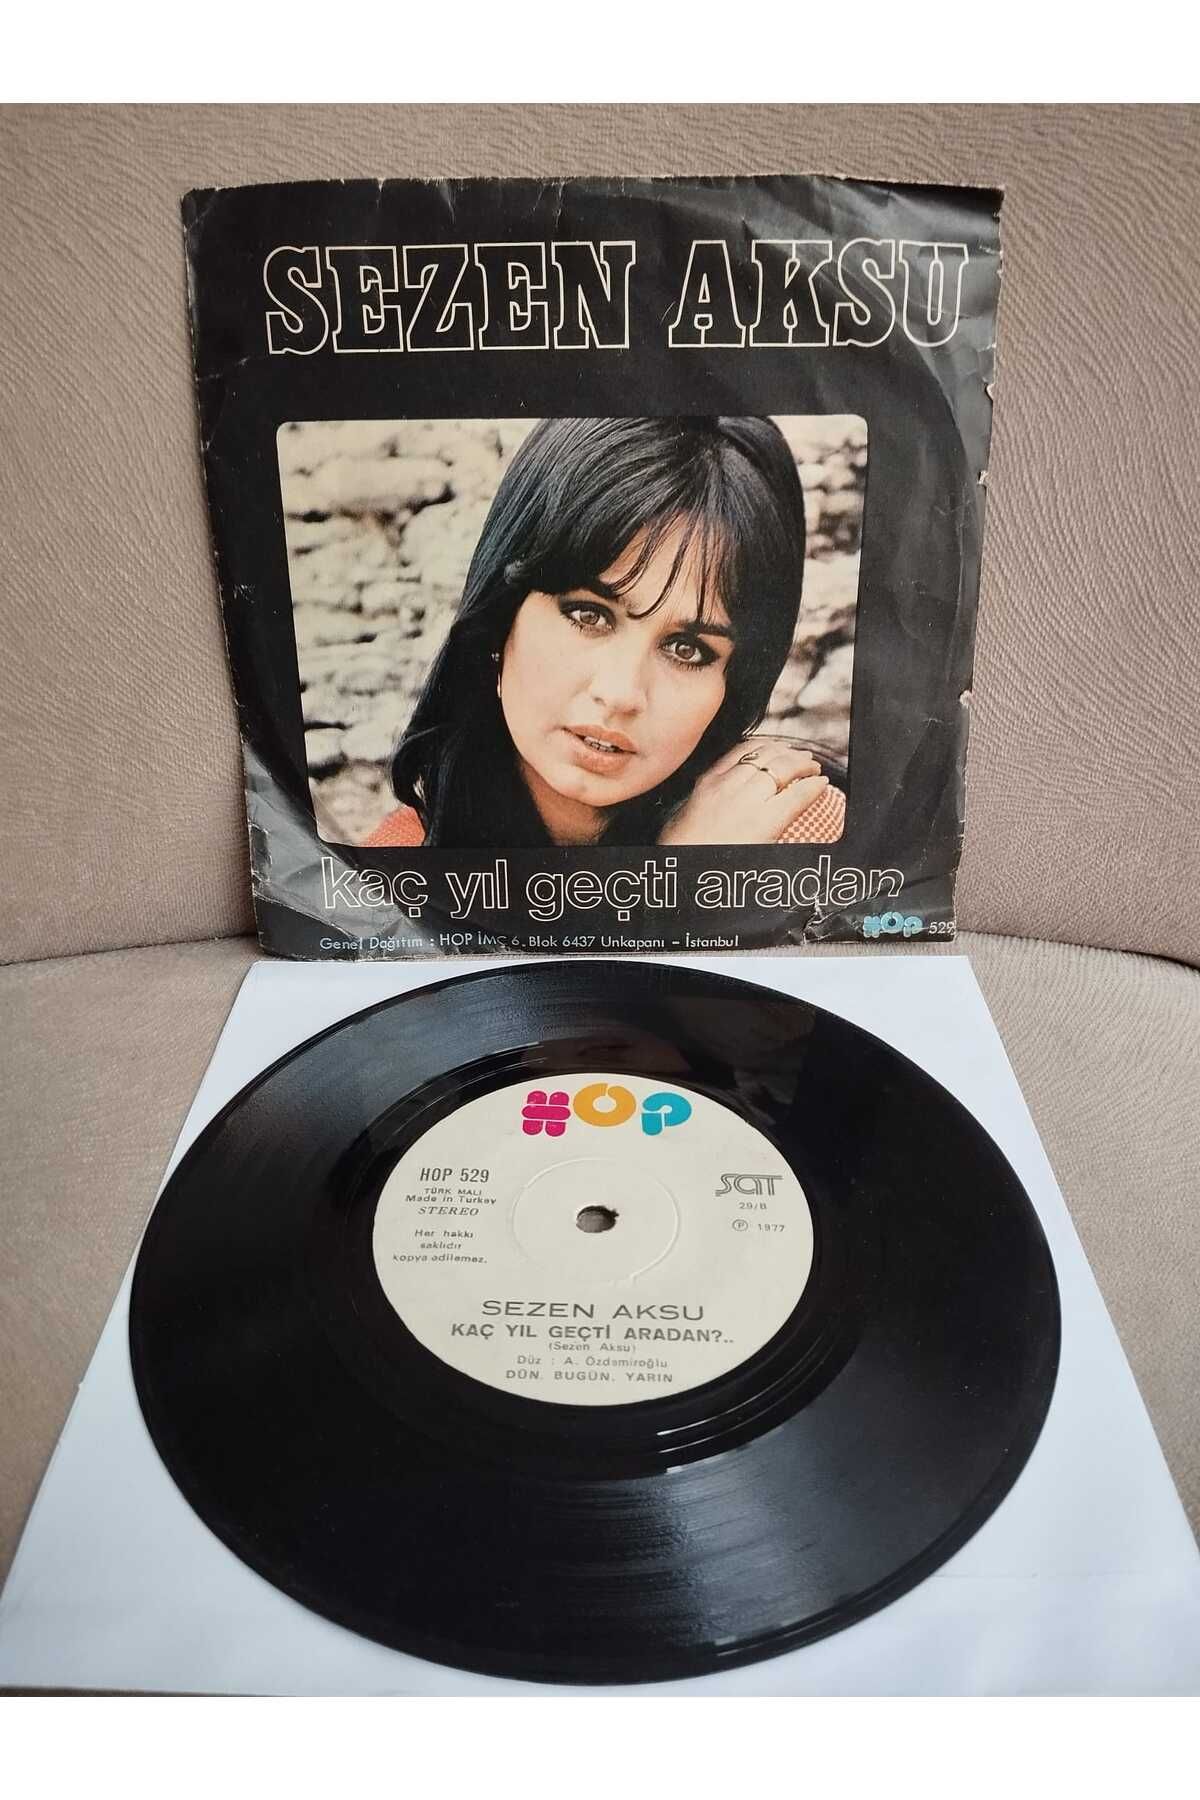 SEZEN AKSU
kaç yıl geçti aradan
HOP 529
Genel Dağıtım : HOP İMÇ 6. Blok 6437 Unkapanı - İstanbul
HOP
HOP 529
TÜRK MALI
Made in Turkey
STEREO
Her hakkı
saklıdır
kopya edilemez.
SAT
29/B
Ⓟ 1977
SEZEN AKSU
KAÇ YIL GEÇTİ ARADAN?..
(Sezen Aksu)
Düz : A. Özdemiroğlu
DÜN, BUGÜN, YARIN